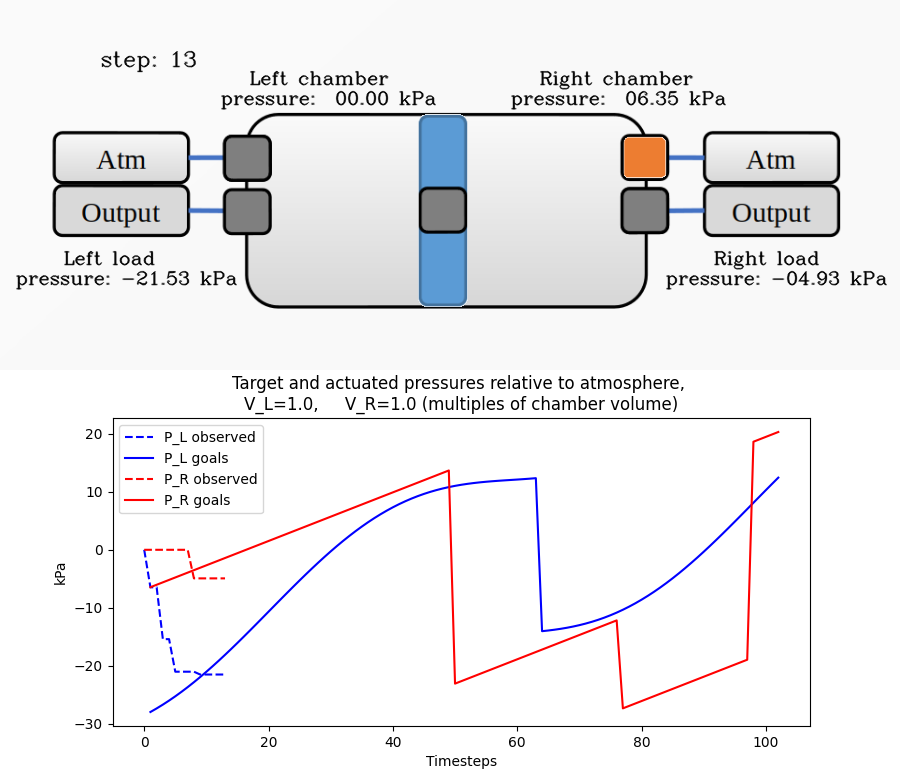 step: 13
Left chamber
pressure: 00.00 kPa
Right chamber
pressure: 06.35 kPa
Atm
Output
Atm
Output
Left load
pressure: −21.53 kPa
Right load
pressure: −04.93 kPa
Target and actuated pressures relative to atmosphere,
V_L=1.0, V_R=1.0 (multiples of chamber volume)
P_L observed
P_L goals
P_R observed
P_R goals
kPa
20
10
0
−10
−20
−30
0 20 40 60 80 100
Timesteps